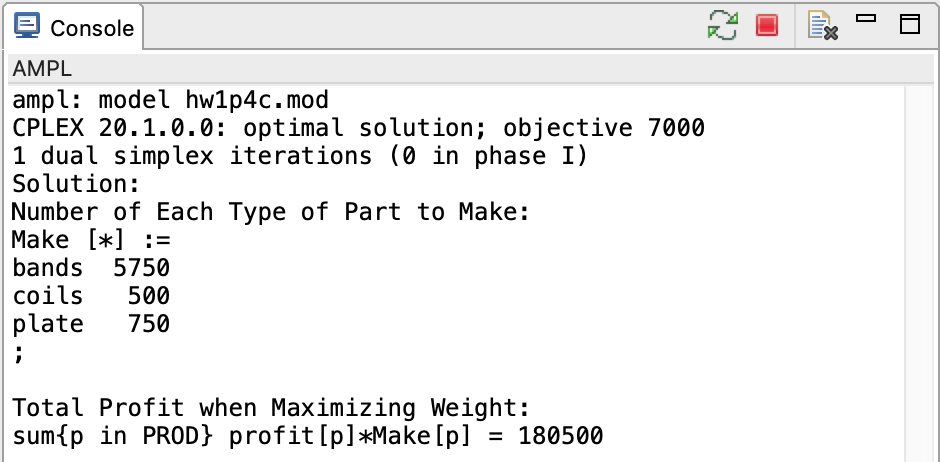 Console
AMPL
ampl: model hw1p4c.mod
CPLEX 20.1.0.0: optimal solution; objective 7000
1 dual simplex iterations (0 in phase I)
Solution:
Number of Each Type of Part to Make:
Make [*] :=
bands  5750
coils   500
plate   750
;
Total Profit when Maximizing Weight:
sum{p in PROD} profit[p]*Make[p] = 180500